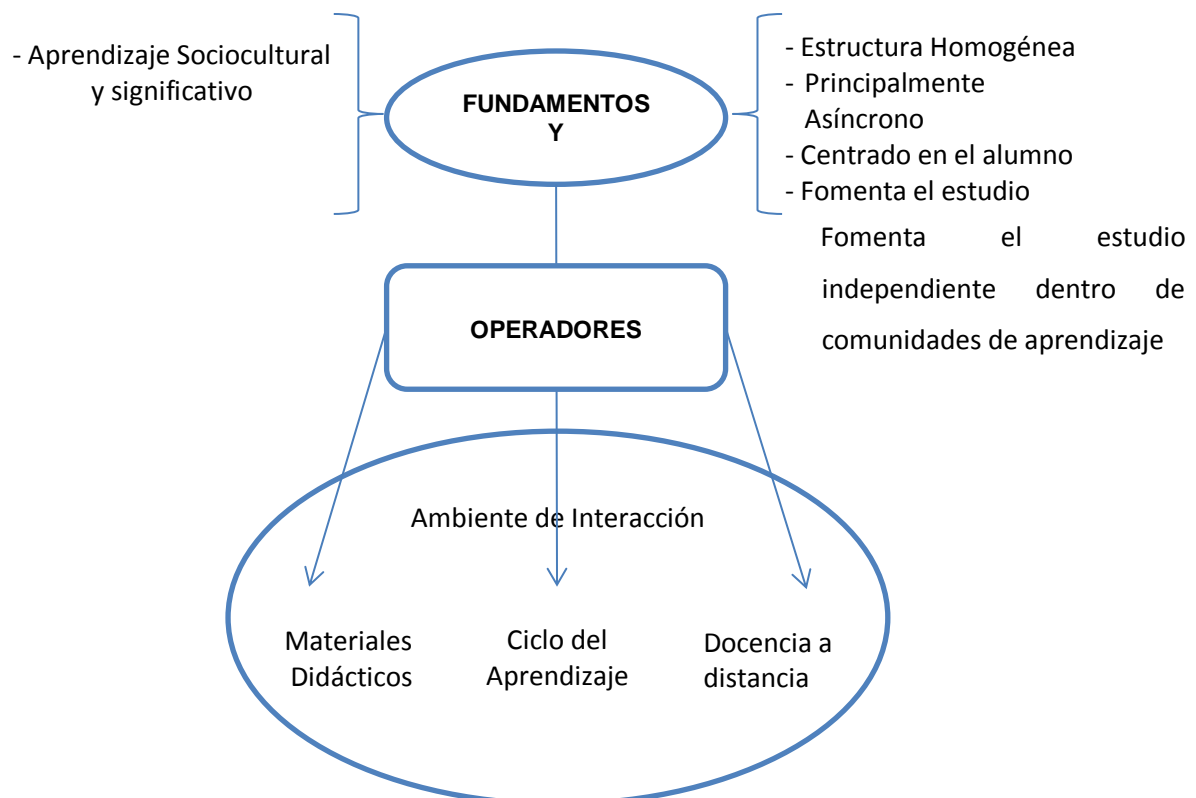 - Aprendizaje Sociocultural
y significativo
FUNDAMENTOS
Y
- Estructura Homogénea
- Principalmente
Asíncrono
- Centrado en el alumno
- Fomenta el estudio
Fomenta el estudio
independiente dentro de
comunidades de aprendizaje
OPERADORES
Ambiente de Interacción
Materiales
Didácticos
Ciclo del
Aprendizaje
Docencia a
distancia